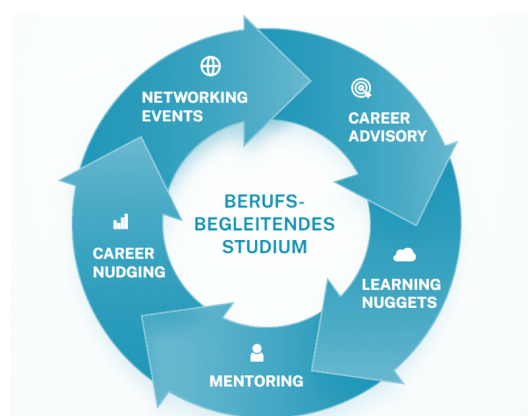 NETWORKING
EVENTS
CAREER
ADVISORY
BERUFS-
BEGLEITENDES
STUDIUM
CAREER
NUDGING
LEARNING
NUGGETS
MENTORING